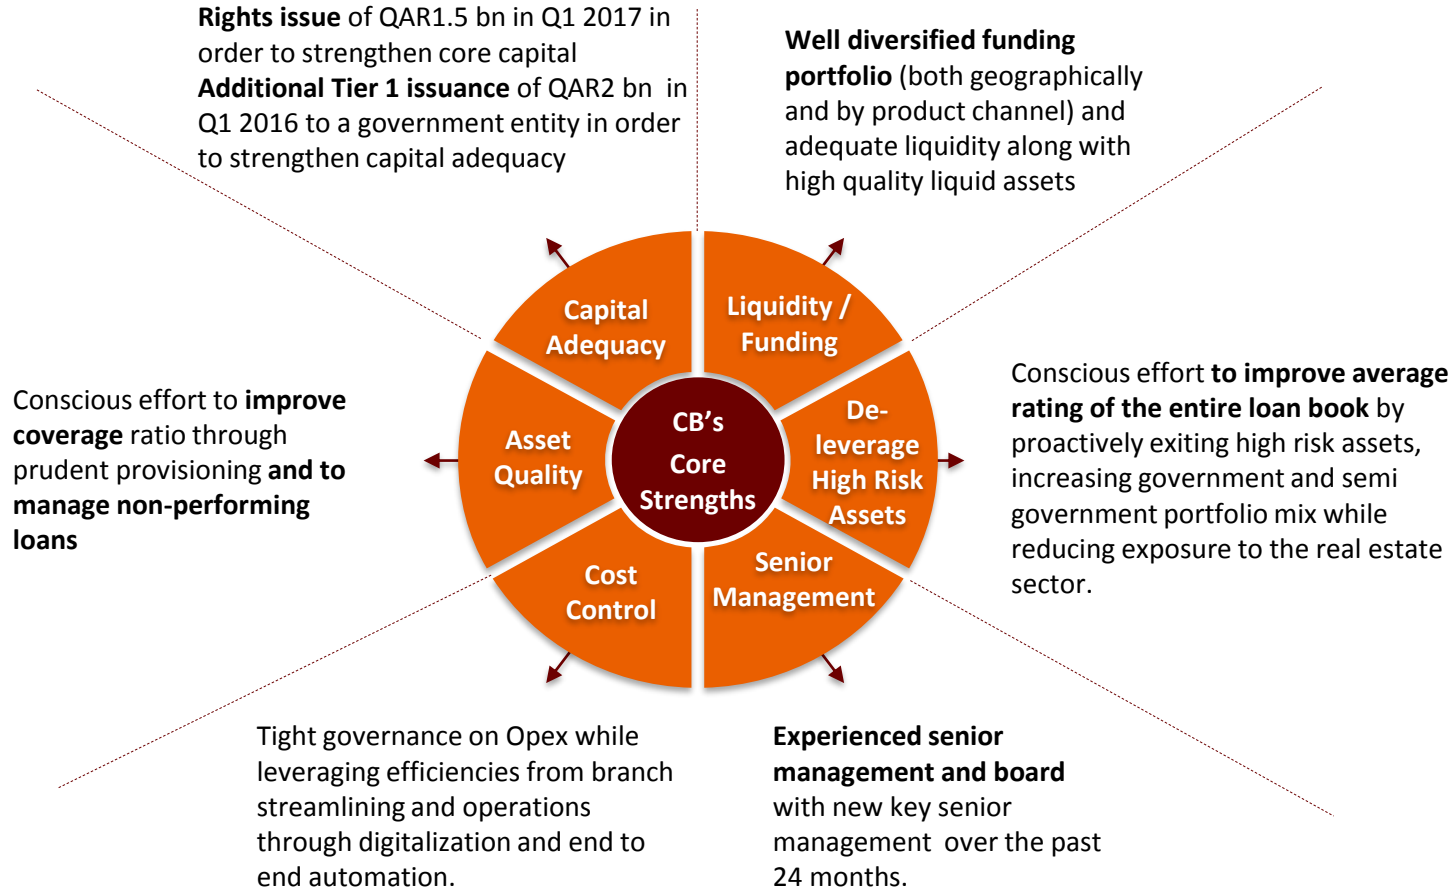 Rights issue of QAR1.5 bn in Q1 2017 in
order to strengthen core capital
Additional Tier 1 issuance of QAR2 bn in
Q1 2016 to a government entity in order
to strengthen capital adequacy
Well diversified funding
portfolio (both geographically
and by product channel) and
adequate liquidity along with
high quality liquid assets
Capital
Adequacy
Liquidity /
Funding
Conscious effort to improve
coverage ratio through
prudent provisioning and to
manage non-performing
loans
Asset
Quality
CB's
Core
Strengths
De-
leverage
High Risk
Assets
Conscious effort to improve average
rating of the entire loan book by
proactively exiting high risk assets,
increasing government and semi
government portfolio mix while
reducing exposure to the real estate
sector.
Cost
Control
Senior
Management
Tight governance on Opex while
leveraging efficiencies from branch
streamlining and operations
through digitalization and end to
end automation.
Experienced senior
management and board
with new key senior
management over the past
24 months.